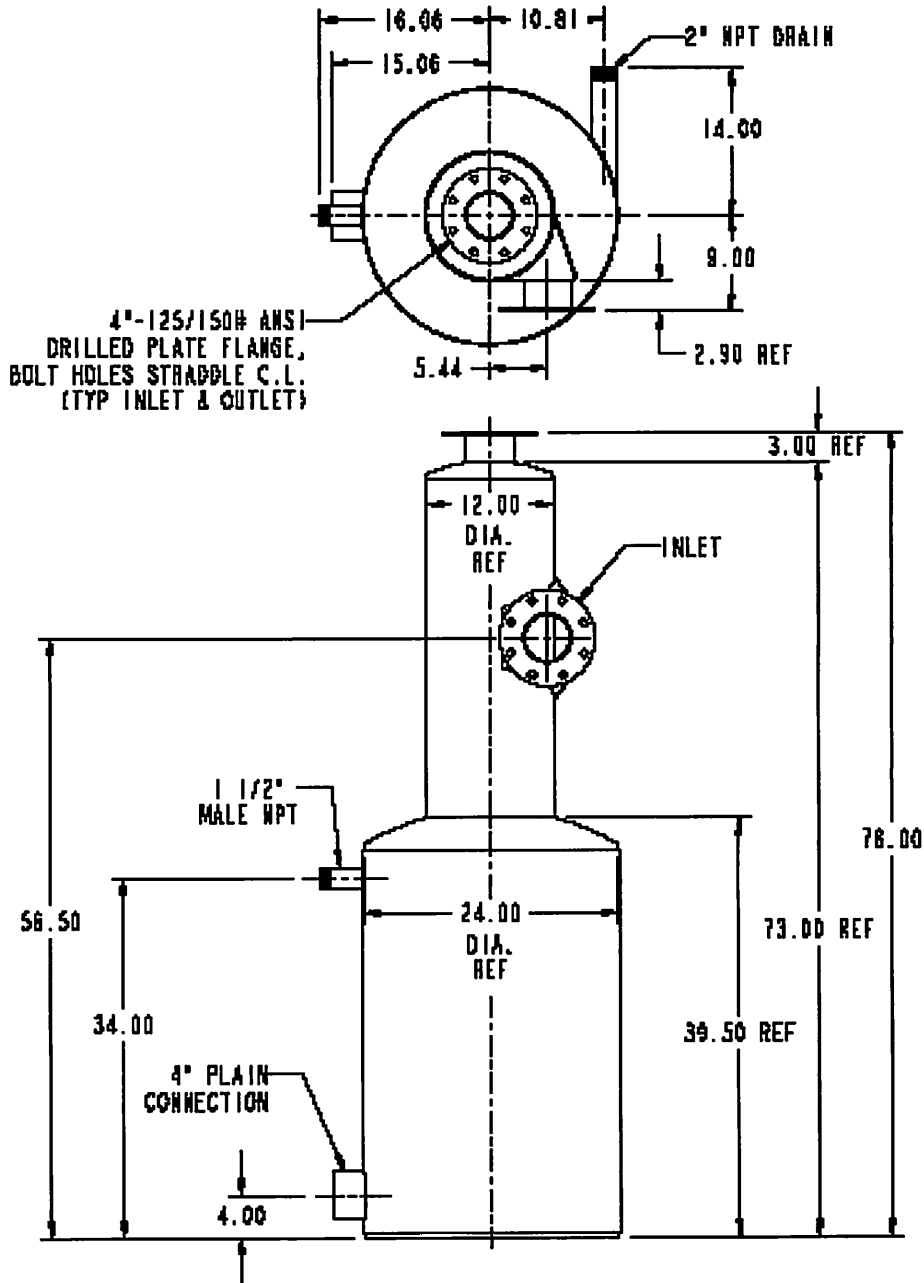 16.06
10.81
2" NPT DRAIN
15.06
14.00
9.00
4"-125/150# ANSI
DRILLED PLATE FLANGE,
BOLT HOLES STRADDLE C.L.
(TYP INLET & OUTLET)
5.44
2.90 REF
3.00 REF
12.00
DIA.
REF
INLET
1 1/2"
MALE NPT
76.00
56.50
24.00
DIA.
REF
73.00 REF
34.00
39.50 REF
4" PLAIN
CONNECTION
4.00